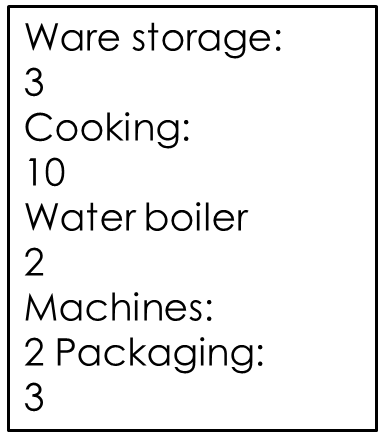 Ware storage:
3
Cooking:
10
Water boiler
2
Machines:
2 Packaging:
3